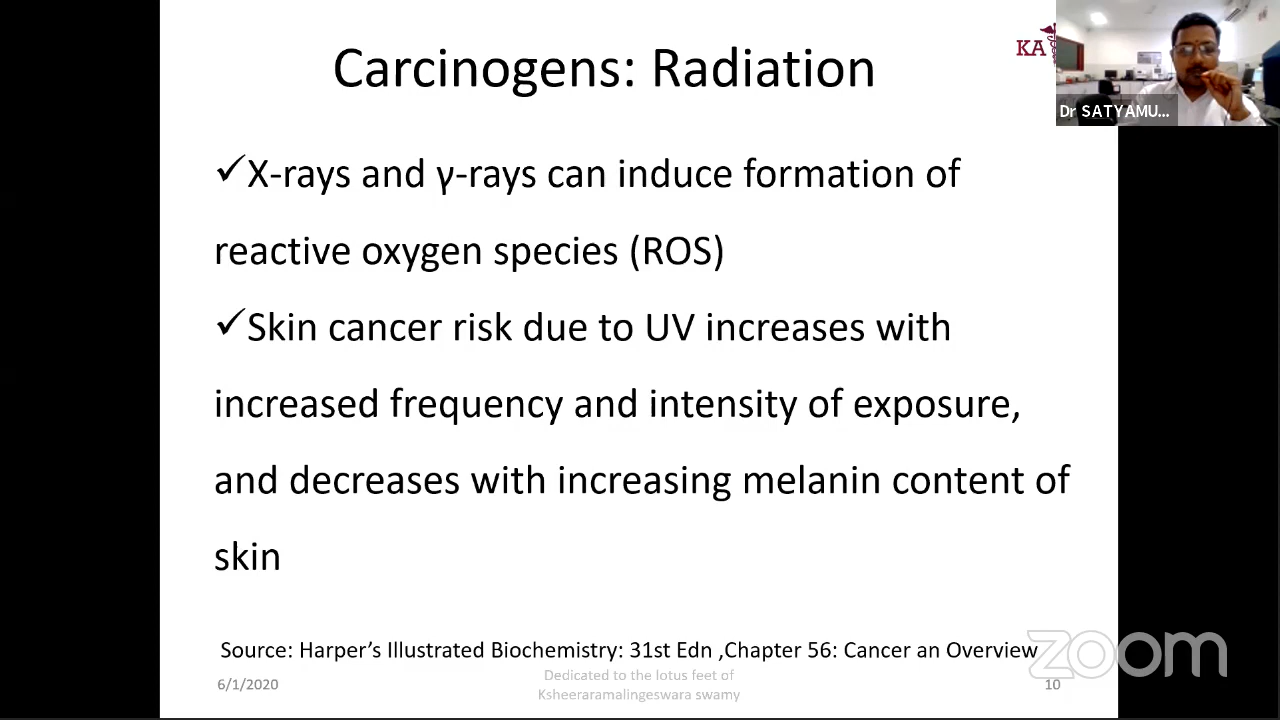 Carcinogens: Radiation
KA
Dr SATYAMU...
✓X-rays and γ-rays can induce formation of
reactive oxygen species (ROS)
✓Skin cancer risk due to UV increases with
increased frequency and intensity of exposure,
and decreases with increasing melanin content of
skin
Source: Harper's Illustrated Biochemistry: 31st Edn ,Chapter 56: Cancer an Overview
zoom
6/1/2020
Dedicated to the lotus feet of
Ksheeraramalingeswara swamy
10